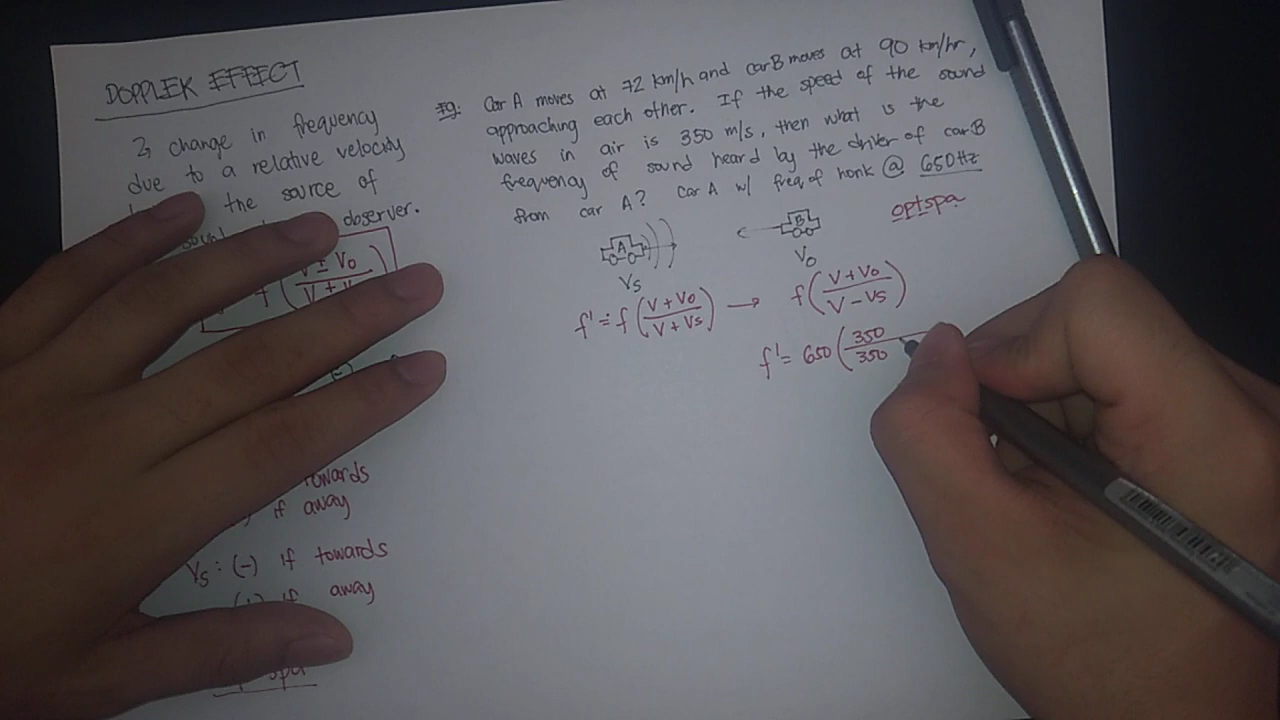 DOPPLER EFFECT
↳ change in frequency
due to a relative velocity
the source of
observer.
V ± Vo
f (
(-)
towards
if away
Vs: (-) if towards
if away
Eg: Car A moves at 72 km/h and car B moves at 90 km/hr,
approaching each other. If the speed of the sound
waves in air is 350 m/s, then what is the
frequency of sound heard by the driver of car B
from car A? Car A w/ freq of honk @ 650Hz
optspa
A
B
Vs
Vo
f' = f (V + Vo / V + Vs) → f (V + Vo / V - Vs)
f' = 650 (350 / 350